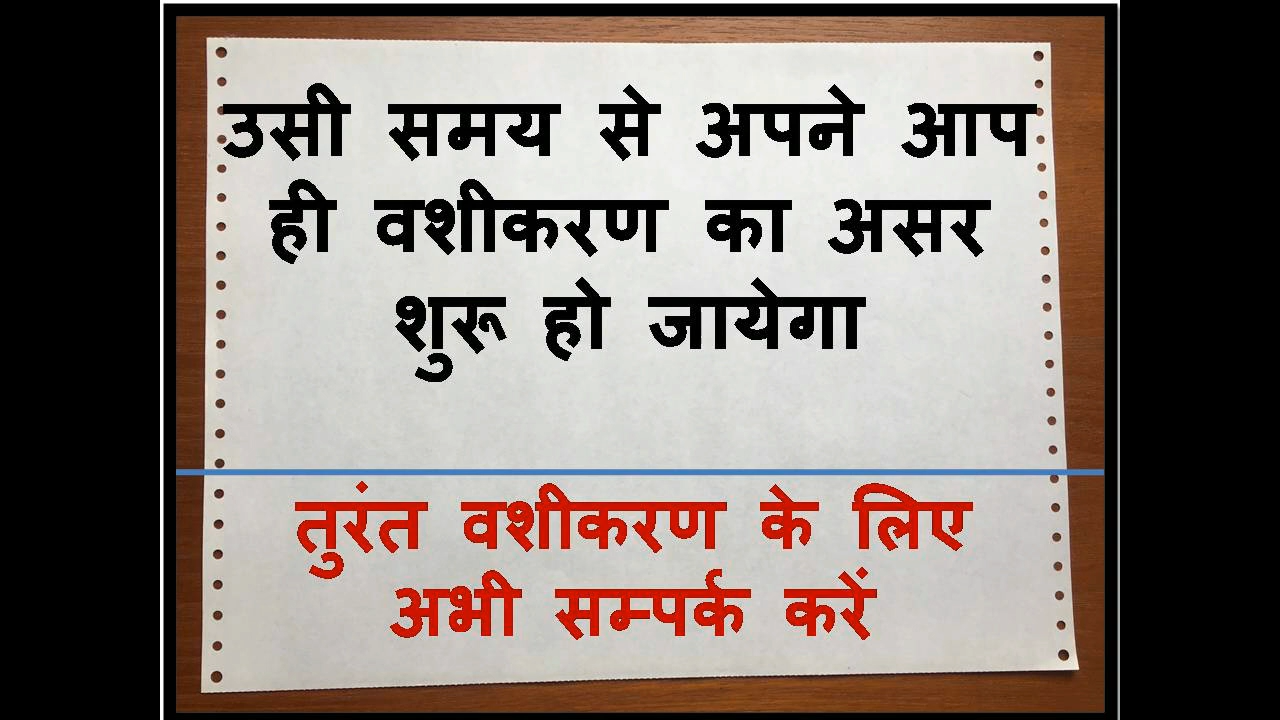 उसी समय से अपने आप
ही वशीकरण का असर
शुरू हो जायेगा
तुरंत वशीकरण के लिए
अभी सम्पर्क करें